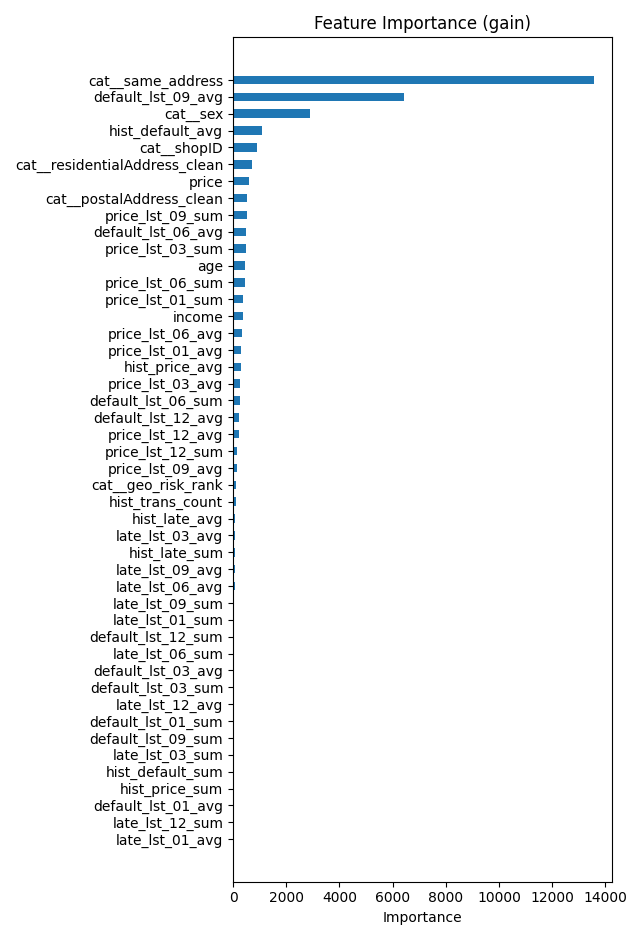 Feature Importance (gain)
cat__same_address
default_lst_09_avg
cat__sex
hist_default_avg
cat__shopID
cat__residentialAddress_clean
price
cat__postalAddress_clean
price_lst_09_sum
default_lst_06_avg
price_lst_03_sum
age
price_lst_06_sum
price_lst_01_sum
income
price_lst_06_avg
price_lst_01_avg
hist_price_avg
price_lst_03_avg
default_lst_06_sum
default_lst_12_avg
price_lst_12_avg
price_lst_12_sum
price_lst_09_avg
cat__geo_risk_rank
hist_trans_count
hist_late_avg
late_lst_03_avg
hist_late_sum
late_lst_09_avg
late_lst_06_avg
late_lst_09_sum
late_lst_01_sum
default_lst_12_sum
late_lst_06_sum
default_lst_03_avg
default_lst_03_sum
late_lst_12_avg
default_lst_01_sum
default_lst_09_sum
late_lst_03_sum
hist_default_sum
hist_price_sum
default_lst_01_avg
late_lst_12_sum
late_lst_01_avg
0 2000 4000 6000 8000 10000 12000 14000
Importance